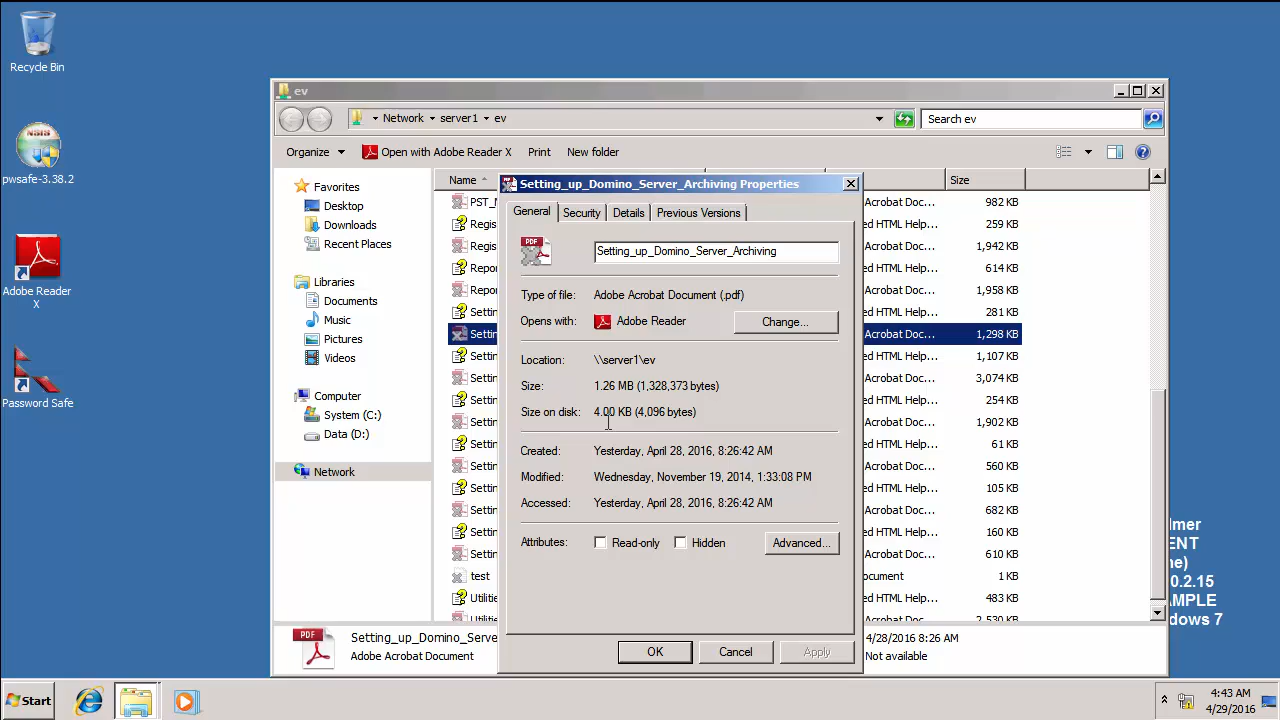 Recycle Bin
pwsafe-3.38.2
Adobe Reader
X
Password Safe
ev
Network server1 ev
Search ev
Organize Open with Adobe Reader X Print New folder
Favorites
Desktop
Downloads
Recent Places
Libraries
Documents
Music
Pictures
Videos
Computer
System (C:)
Data (D:)
Network
Name Size
PST_ Acrobat Doc... 982 KB
Regis ed HTML Help... 259 KB
Regis Acrobat Doc... 1,942 KB
Repor ed HTML Help... 614 KB
Repor Acrobat Doc... 1,958 KB
Settin ed HTML Help... 281 KB
Settin Acrobat Doc... 1,298 KB
Settin ed HTML Help... 1,107 KB
Settin Acrobat Doc... 3,074 KB
Settin ed HTML Help... 254 KB
Settin Acrobat Doc... 1,902 KB
Settin ed HTML Help... 61 KB
Settin Acrobat Doc... 560 KB
Settin ed HTML Help... 105 KB
Settin Acrobat Doc... 682 KB
Settin ed HTML Help... 160 KB
Settin Acrobat Doc... 610 KB
test ocument 1 KB
Utilitie ed HTML Help... 483 KB
Utilitie Acrobat Doc... 2,530 KB
Setting_up_Domino_Server_Archiving Properties
General Security Details Previous Versions
PDF
Setting_up_Domino_Server_Archiving
Type of file: Adobe Acrobat Document (.pdf)
Opens with: Adobe Reader Change...
Location: \\server1\ev
Size: 1.26 MB (1,328,373 bytes)
Size on disk: 4.00 KB (4,096 bytes)
Created: Yesterday, April 28, 2016, 8:26:42 AM
Modified: Wednesday, November 19, 2014, 1:33:08 PM
Accessed: Yesterday, April 28, 2016, 8:26:42 AM
Attributes: Read-only Hidden Advanced...
OK Cancel Apply
PDF
Setting_up_Domino_Serve 4/28/2016 8:26 AM
Adobe Acrobat Document Not available
lmer
ENT
ne)
0.2.15
AMPLE
dows 7
Start
4:43 AM
4/29/2016